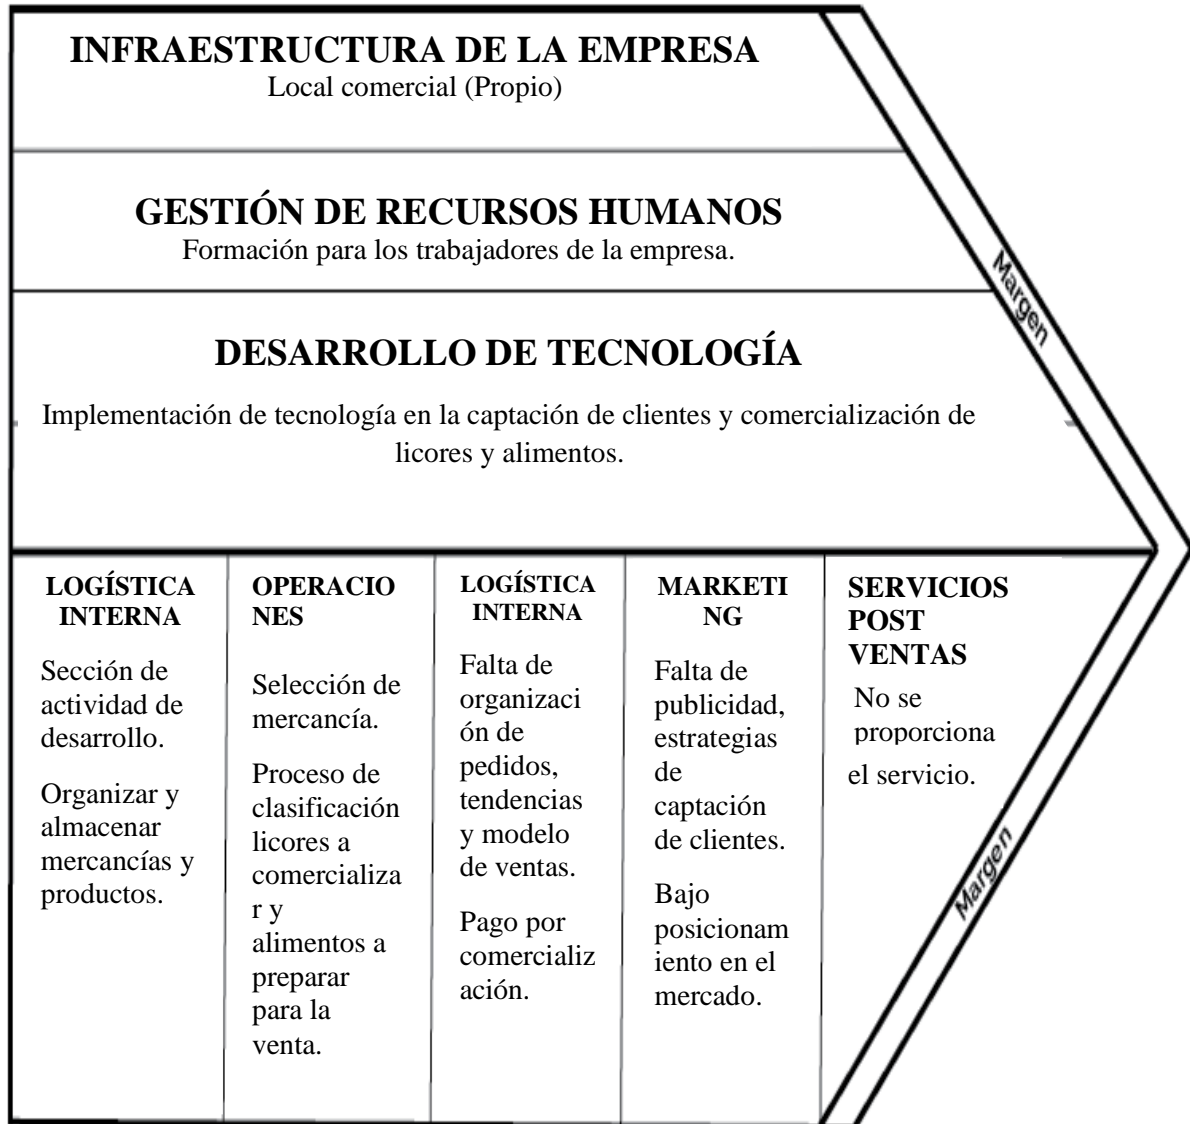 INFRAESTRUCTURA DE LA EMPRESA
Local comercial (Propio)
GESTIÓN DE RECURSOS HUMANOS
Formación para los trabajadores de la empresa.
Margen
DESARROLLO DE TECNOLOGÍA
Implementación de tecnología en la captación de clientes y comercialización de
licores y alimentos.
LOGÍSTICA
INTERNA
Sección de
actividad de
desarrollo.
Organizar y
almacenar
mercancías y
productos.
OPERACIO
NES
Selección de
mercancía.
Proceso de
clasificación
licores a
comercializa
r y
alimentos a
preparar
para la
venta.
LOGÍSTICA
INTERNA
Falta de
organizaci
ón de
pedidos,
tendencias
y modelo
de ventas.
Pago por
comercializ
ación.
MARKETI
NG
Falta de
publicidad,
estrategias
de
captación
de clientes.
Bajo
posicionam
iento en el
mercado.
SERVICIOS
POST
VENTAS
No se
proporciona
el servicio.
Margen